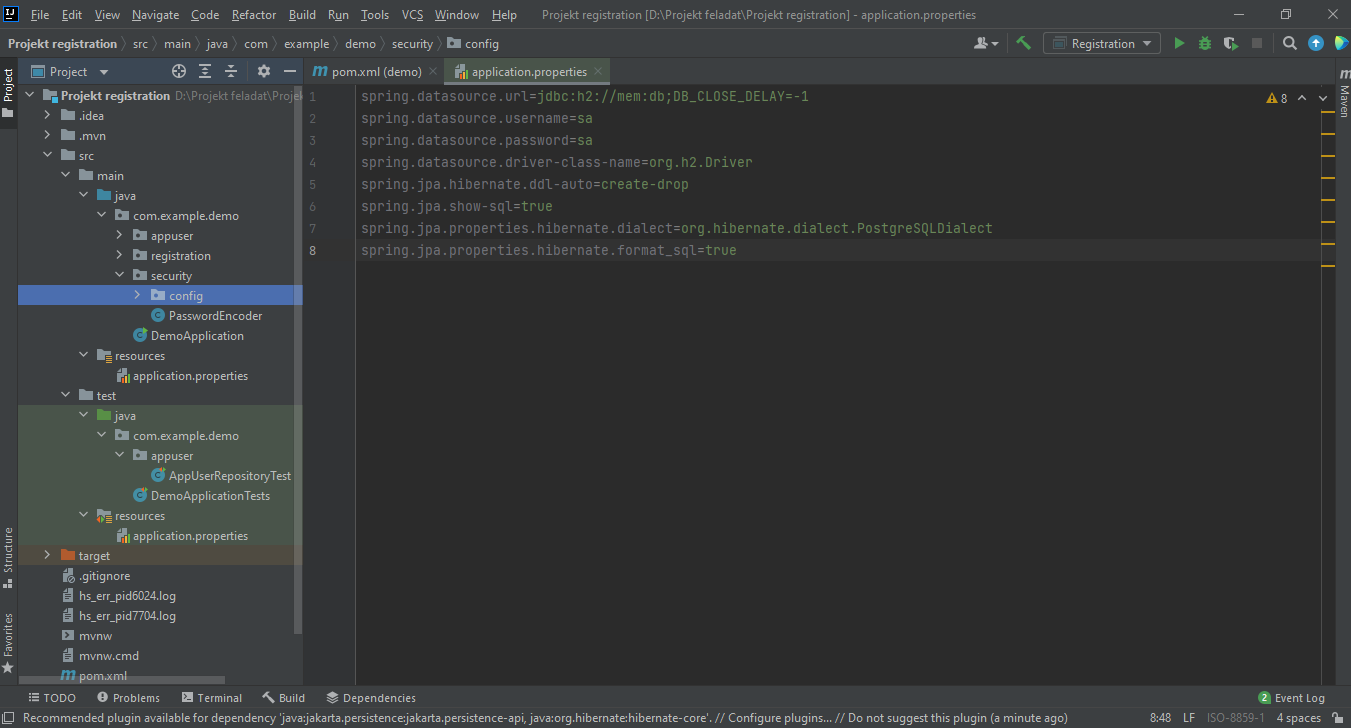 File Edit View Navigate Code Refactor Build Run Tools VCS Window Help Projekt registration [D:\Projekt feladat\Projekt registration] - application.properties
Projekt registration src main java com example demo security config Registration
Project pom.xml (demo) application.properties
Project
Structure
Favorites
Maven
Projekt registration D:\Projekt feladat\Projek
.idea
.mvn
src
main
java
com.example.demo
appuser
registration
security
config
PasswordEncoder
DemoApplication
resources
application.properties
test
java
com.example.demo
appuser
AppUserRepositoryTest
DemoApplicationTests
resources
application.properties
target
.gitignore
hs_err_pid6024.log
hs_err_pid7704.log
mvnw
mvnw.cmd
pom.xml
1 spring.datasource.url=jdbc:h2://mem:db;DB_CLOSE_DELAY=-1
2 spring.datasource.username=sa
3 spring.datasource.password=sa
4 spring.datasource.driver-class-name=org.h2.Driver
5 spring.jpa.hibernate.ddl-auto=create-drop
6 spring.jpa.show-sql=true
7 spring.jpa.properties.hibernate.dialect=org.hibernate.dialect.PostgreSQLDialect
8 spring.jpa.properties.hibernate.format_sql=true
8
TODO Problems Terminal Build Dependencies 2 Event Log
Recommended plugin available for dependency 'java:jakarta.persistence:jakarta.persistence-api, java:org.hibernate:hibernate-core'. // Configure plugins... // Do not suggest this plugin (a minute ago) 8:48 LF ISO-8859-1 4 spaces